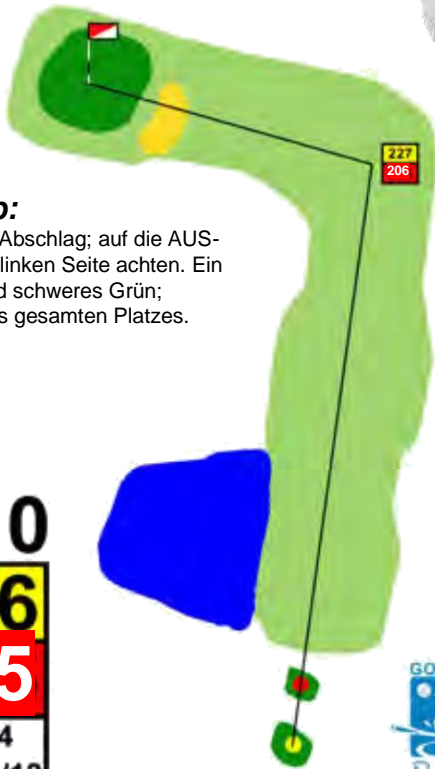 227
206
Abschlag; auf die AUS-
linken Seite achten. Ein
schweres Grün;
gesamten Platzes.
0
6
5
4
GO